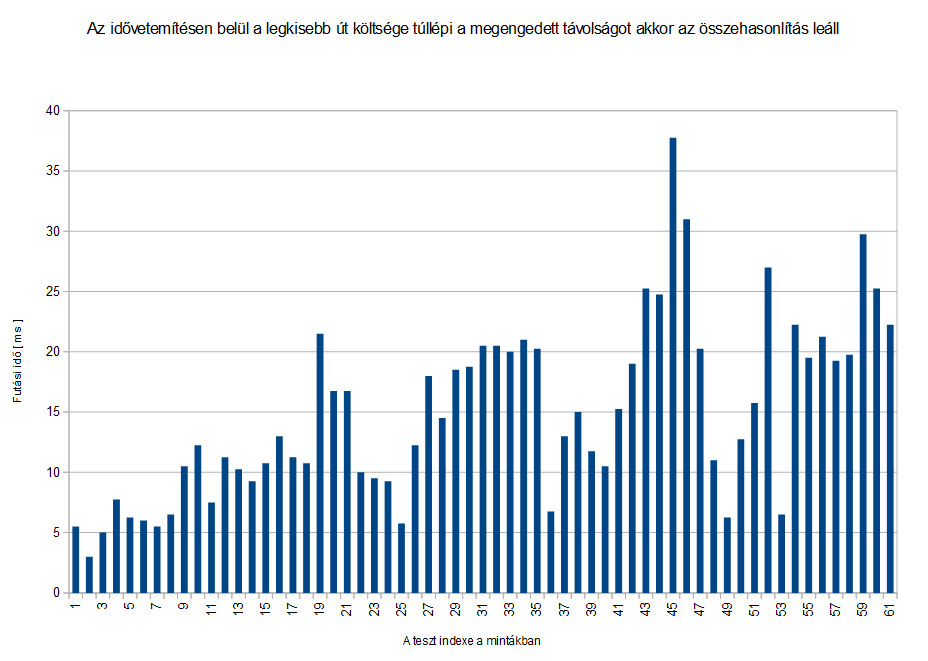 Az idővetemítésen belül a legkisebb út költsége túllépi a megengedett távolságot akkor az összehasonlítás leáll
40
35
30
25
20
15
10
5
0
Futási idő [ m s ]
1 3 5 7 9 11 13 15 17 19 21 23 25 27 29 31 33 35 37 39 41 43 45 47 49 51 53 55 57 59 61
A teszt indexe a mintákban